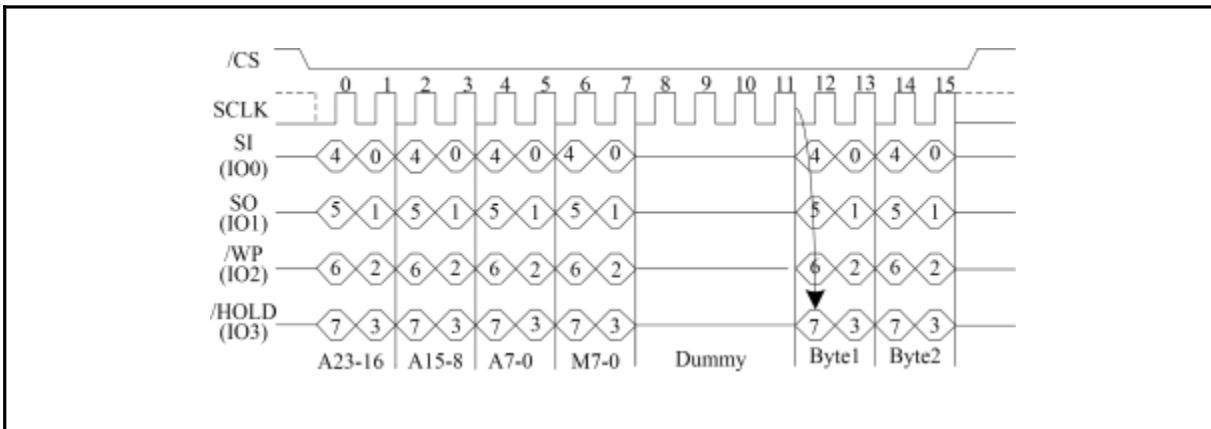 /CS
0 1 2 3 4 5 6 7 8 9 10 11 12 13 14 15
SCLK
SI
(IO0)
4 0 4 0 4 0 4 0 4 0 4 0
SO
(IO1)
5 1 5 1 5 1 5 1 5 1 5 1
/WP
(IO2)
6 2 6 2 6 2 6 2 6 2 6 2
/HOLD
(IO3)
7 3 7 3 7 3 7 3 7 3 7 3
A23-16 A15-8 A7-0 M7-0 Dummy Byte1 Byte2